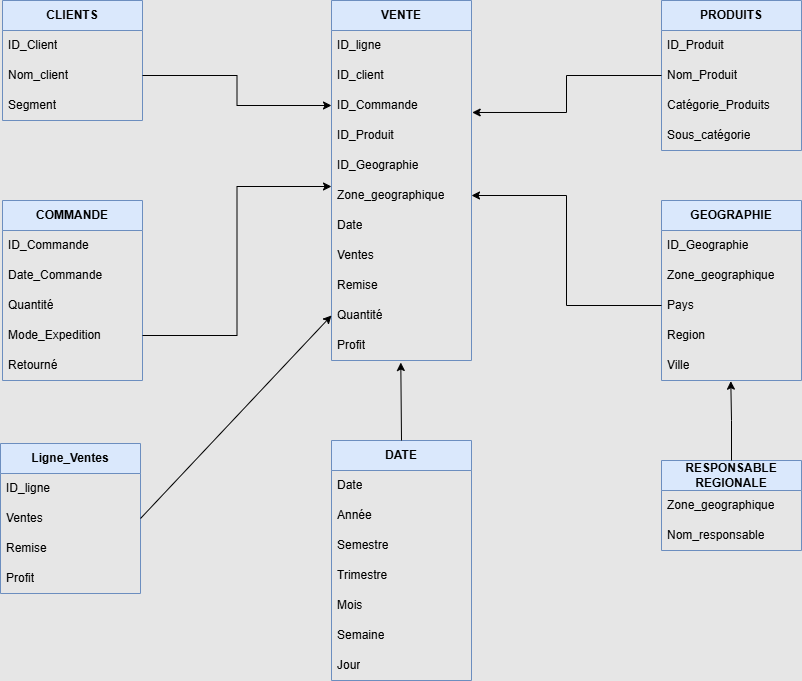 CLIENTS
ID_Client
Nom_client
Segment
VENTE
ID_ligne
ID_client
ID_Commande
ID_Produit
ID_Geographie
Zone_geographique
Date
Ventes
Remise
Quantité
Profit
PRODUITS
ID_Produit
Nom_Produit
Catégorie_Produits
Sous_catégorie
COMMANDE
ID_Commande
Date_Commande
Quantité
Mode_Expedition
Retourné
GEOGRAPHIE
ID_Geographie
Zone_geographique
Pays
Region
Ville
Ligne_Ventes
ID_ligne
Ventes
Remise
Profit
DATE
Date
Année
Semestre
Trimestre
Mois
Semaine
Jour
RESPONSABLE
REGIONALE
Zone_geographique
Nom_responsable